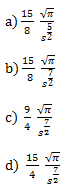 a) 15/8 √π/s^(5/2)
b) 15/8 √π/s^(7/2)
c) 9/4 √π/s^(7/2)
d) 15/4 √π/s^(7/2)